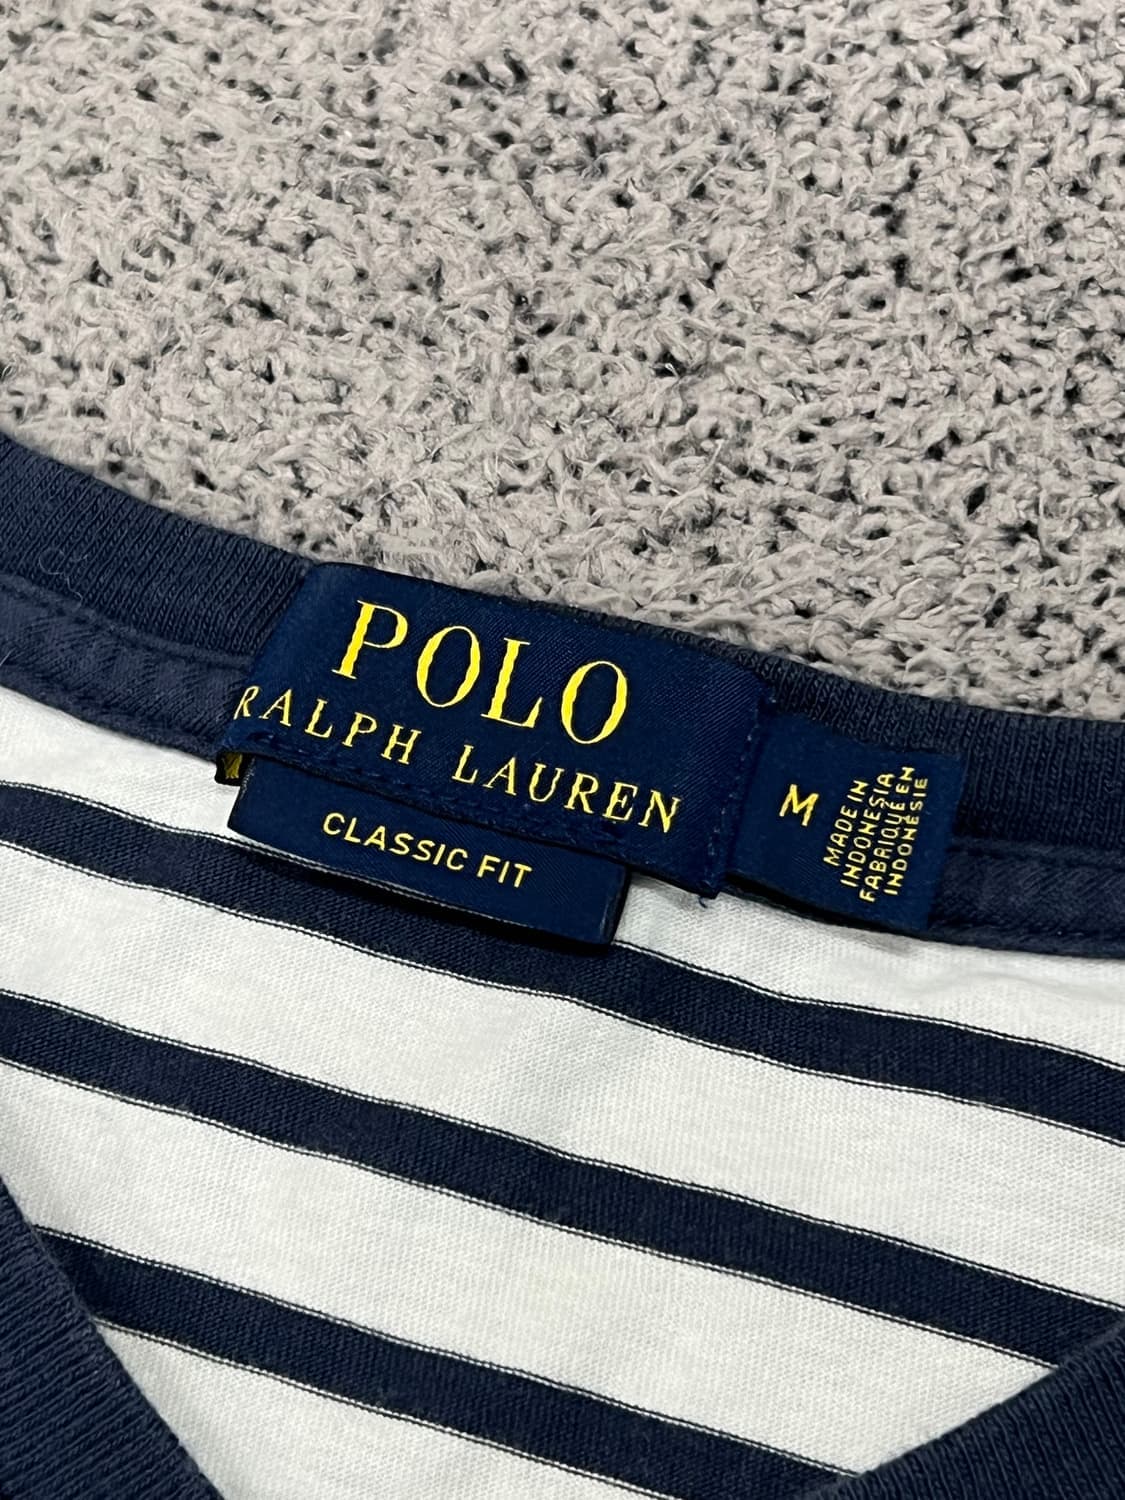 POLO
RALPH LAUREN
CLASSIC FIT
M
MADE IN
INDONESIA
FABRIQUÉ EN
INDONÉSIE